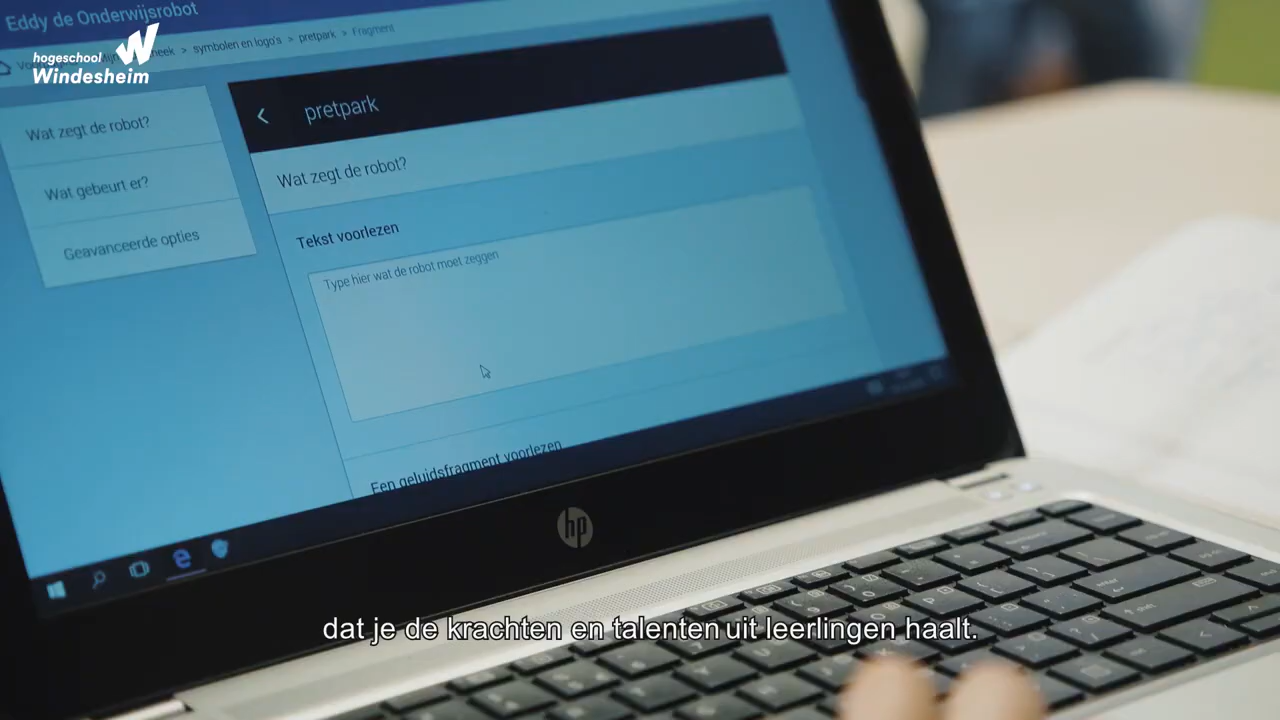 Eddy de Onderwijsrobot
hogeschool
Windesheim
symbolen en logo's > pretpark > Fragment
Wat zegt de robot?
Wat gebeurt er?
Geavanceerde opties
pretpark
Wat zegt de robot?
Tekst voorlezen
Type hier wat de robot moet zeggen
Een geluidsfragment voorlezen
hp
dat je de krachten en talenten uit leerlingen haalt.